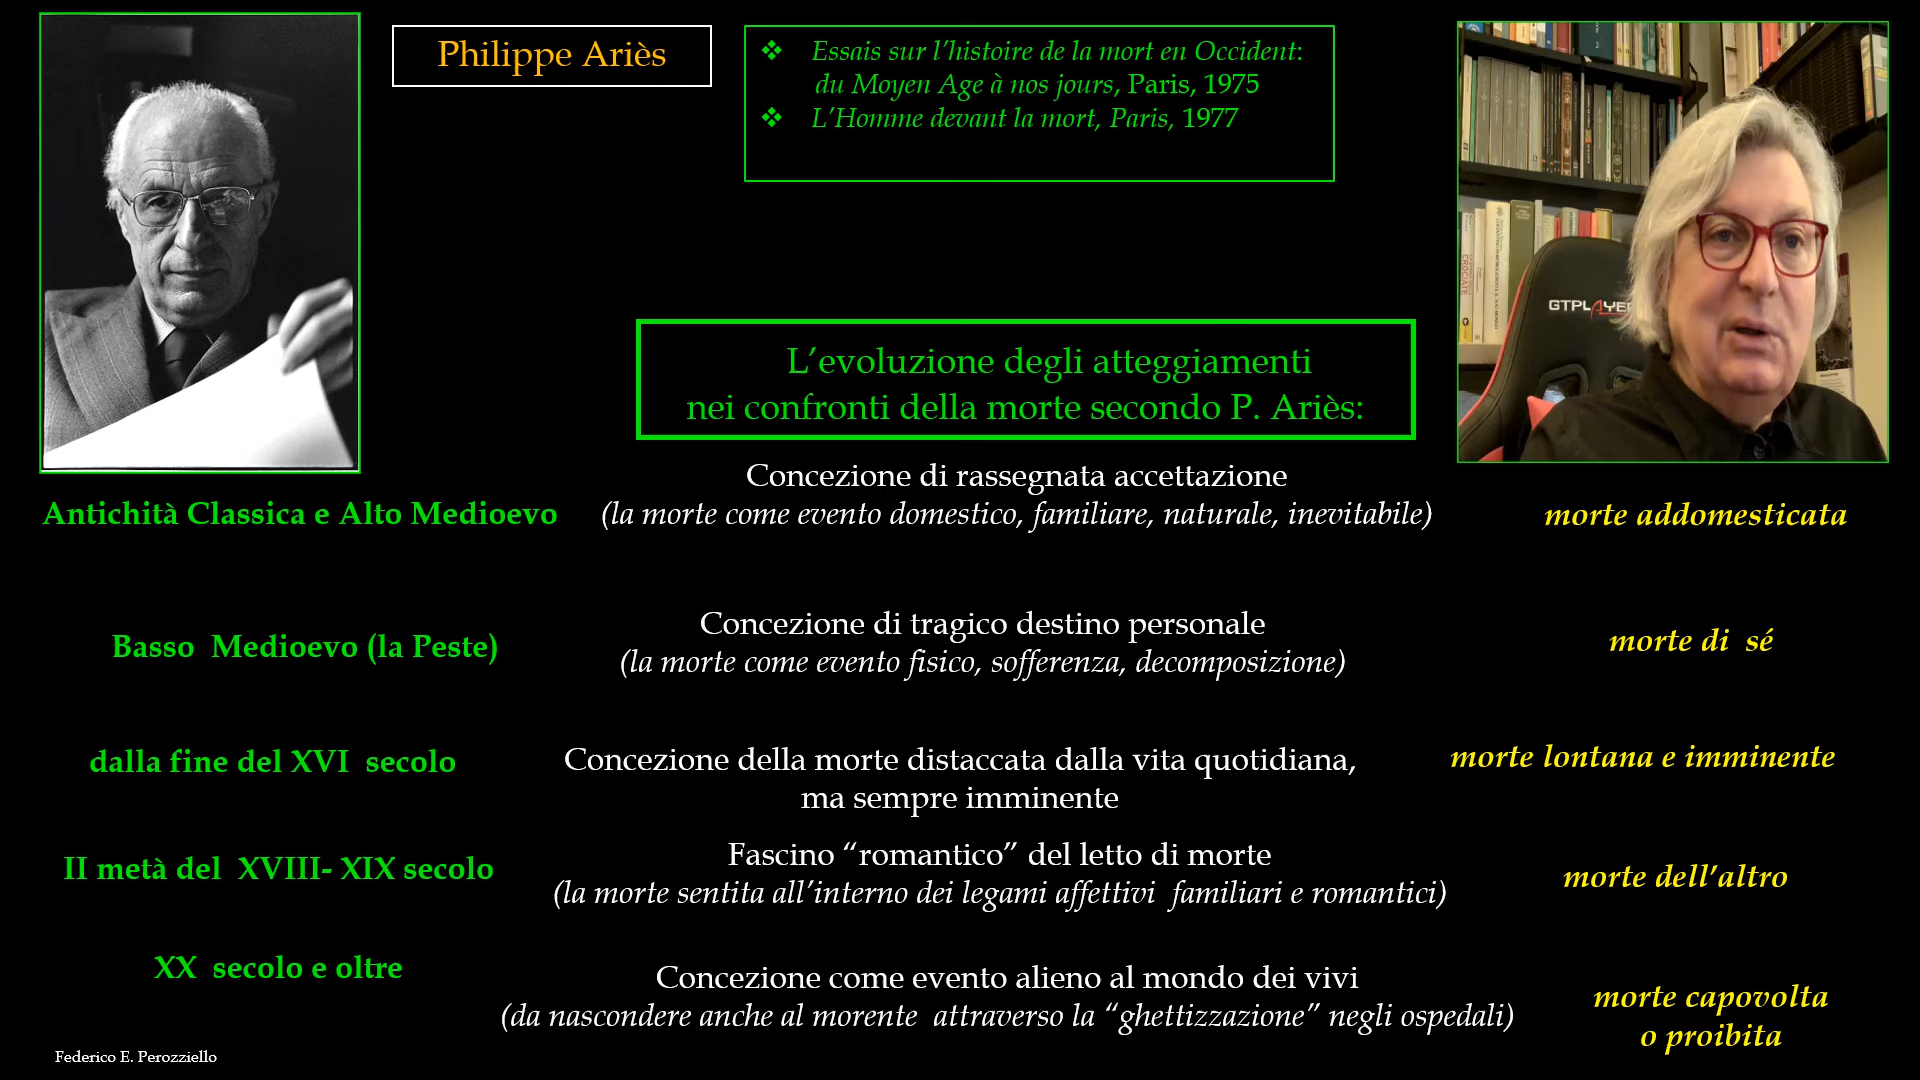 Philippe Ariès
❖ Essais sur l’histoire de la mort en Occident:
du Moyen Age à nos jours, Paris, 1975
❖ L’Homme devant la mort, Paris, 1977
CROCIATE
GTPLAYER
L’evoluzione degli atteggiamenti
nei confronti della morte secondo P. Ariès:
Antichità Classica e Alto Medioevo
Concezione di rassegnata accettazione
(la morte come evento domestico, familiare, naturale, inevitabile)
morte addomesticata
Basso  Medioevo (la Peste)
Concezione di tragico destino personale
(la morte come evento fisico, sofferenza, decomposizione)
morte di  sé
dalla fine del XVI  secolo
Concezione della morte distaccata dalla vita quotidiana,
ma sempre imminente
morte lontana e imminente
II metà del  XVIII- XIX secolo
Fascino “romantico” del letto di morte
(la morte sentita all’interno dei legami affettivi  familiari e romantici)
morte dell’altro
XX  secolo e oltre
Concezione come evento alieno al mondo dei vivi
(da nascondere anche al morente  attraverso la “ghettizzazione” negli ospedali)
morte capovolta
o proibita
Federico E. Perozziello